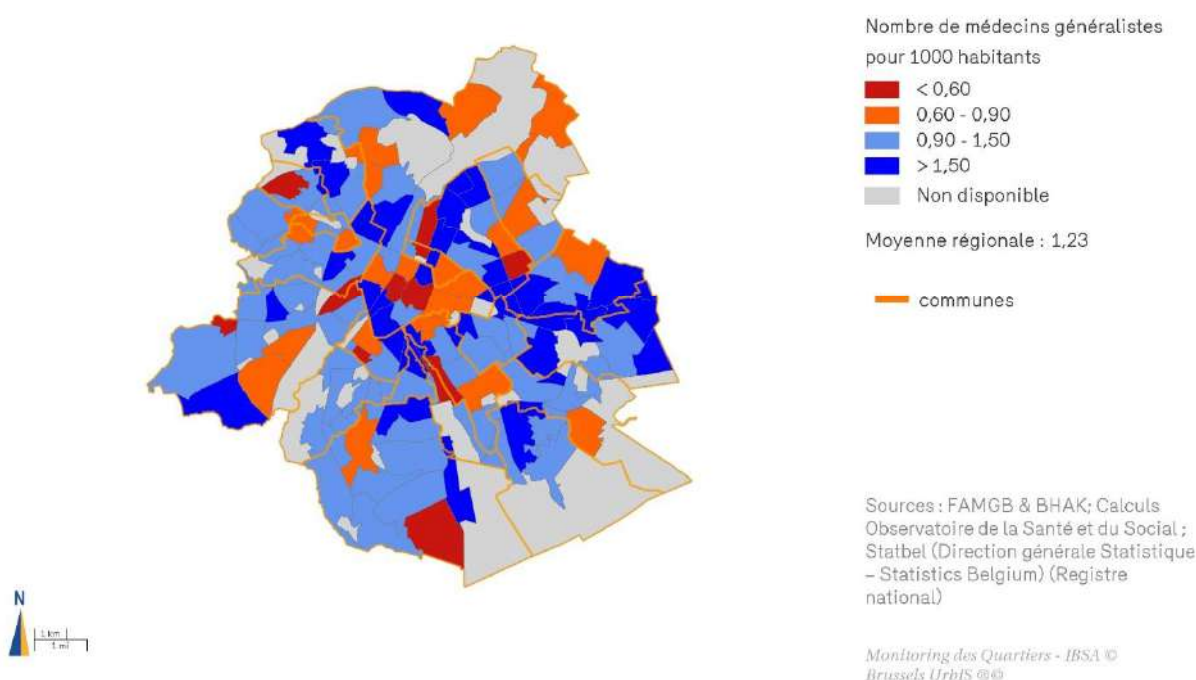 Nombre de médecins généralistes
pour 1000 habitants
< 0,60
0,60 - 0,90
0,90 - 1,50
> 1,50
Non disponible
Moyenne régionale : 1,23
communes
Sources : FAMGB & BHAK; Calculs
Observatoire de la Santé et du Social ;
Statbel (Direction générale Statistique
– Statistics Belgium) (Registre
national)
N
1 km
1 mi
Monitoring des Quartiers - IBSA ©
Brussels UrbIS ®©